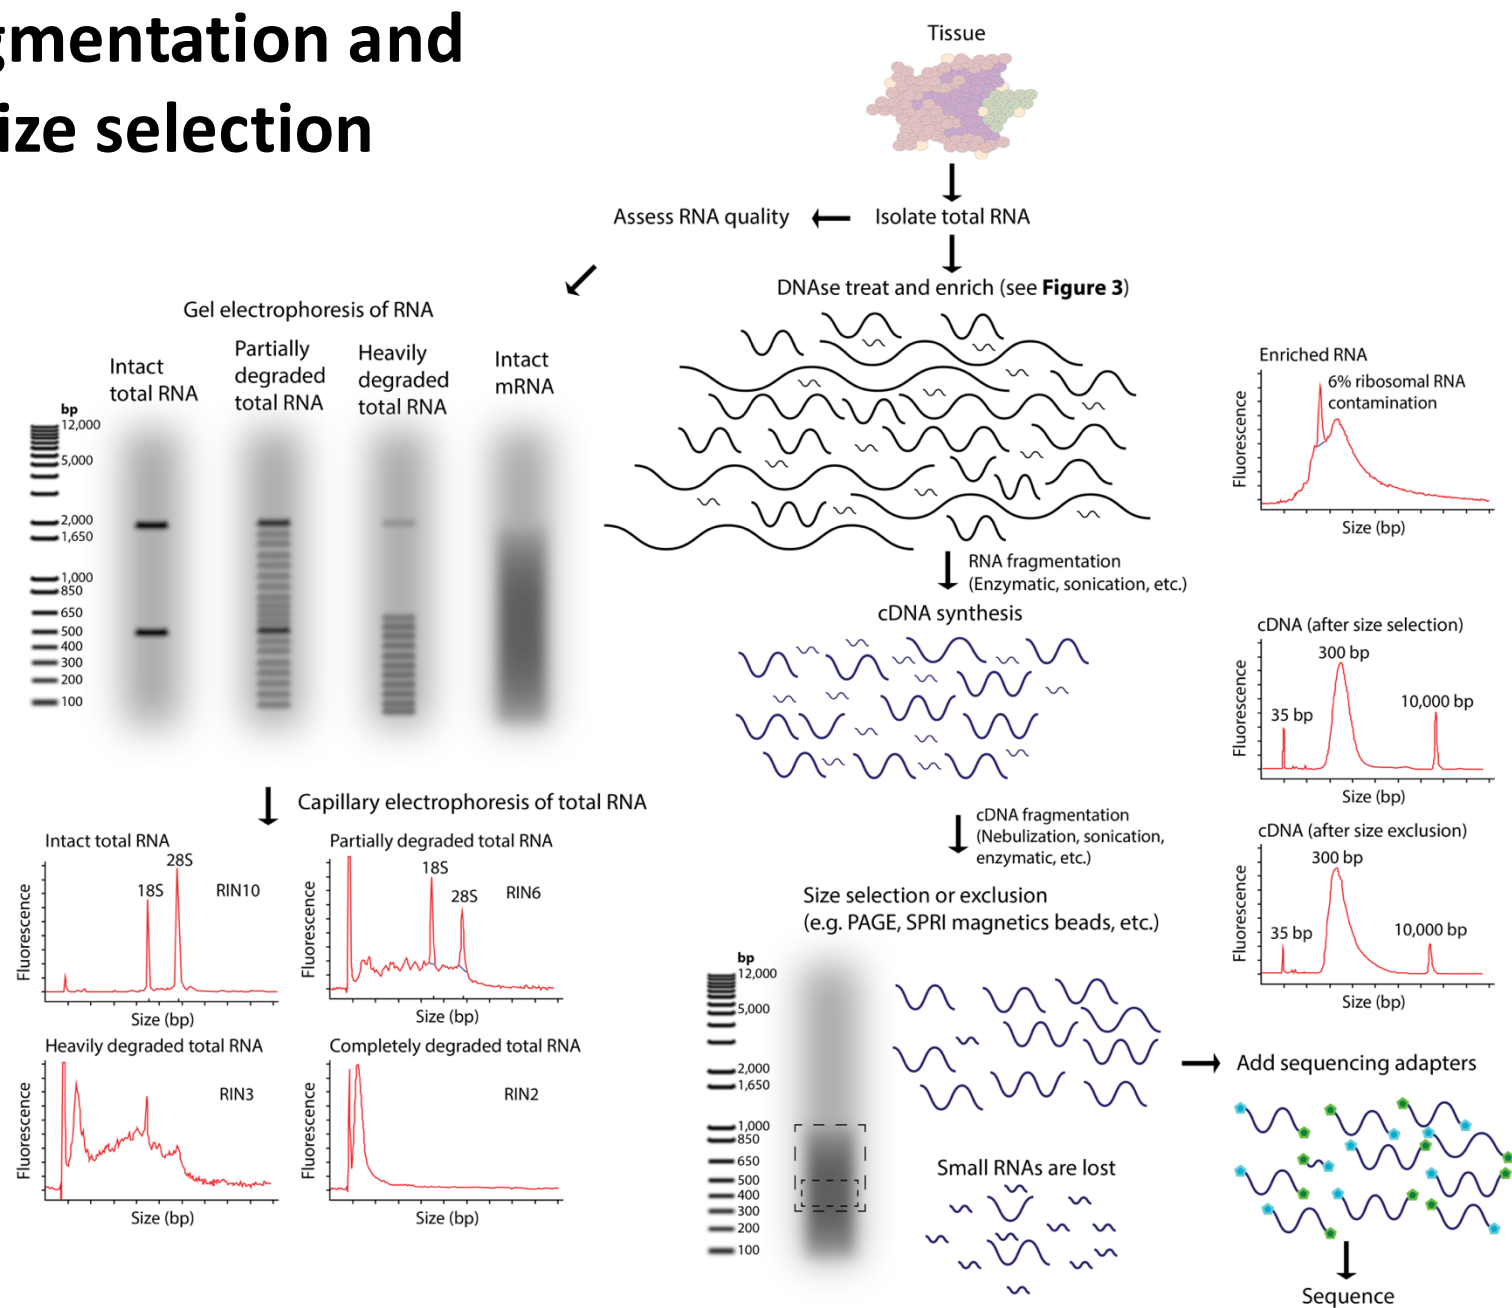 gmentation and
ize selection
Tissue
Assess RNA quality
Isolate total RNA
DNAse treat and enrich (see Figure 3)
Gel electrophoresis of RNA
Intact
total RNA
Partially
degraded
total RNA
Heavily
degraded
total RNA
Intact
mRNA
bp
12,000
5,000
2,000
1,650
1,000
850
650
500
400
300
200
100
Enriched RNA
6% ribosomal RNA
contamination
Fluorescence
Size (bp)
RNA fragmentation
(Enzymatic, sonication, etc.)
cDNA synthesis
cDNA (after size selection)
300 bp
35 bp
10,000 bp
Fluorescence
Size (bp)
Capillary electrophoresis of total RNA
Intact total RNA
28S
18S
RIN10
Fluorescence
Size (bp)
Partially degraded total RNA
18S
28S
RIN6
Fluorescence
Size (bp)
Heavily degraded total RNA
RIN3
Fluorescence
Size (bp)
Completely degraded total RNA
RIN2
Fluorescence
Size (bp)
cDNA fragmentation
(Nebulization, sonication,
enzymatic, etc.)
cDNA (after size exclusion)
300 bp
35 bp
10,000 bp
Fluorescence
Size (bp)
Size selection or exclusion
(e.g. PAGE, SPRI magnetics beads, etc.)
bp
12,000
5,000
2,000
1,650
1,000
850
650
500
400
300
200
100
Small RNAs are lost
Add sequencing adapters
Sequence